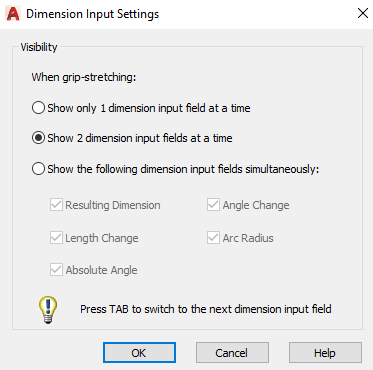 Dimension Input Settings
Visibility
When grip-stretching:
Show only 1 dimension input field at a time
Show 2 dimension input fields at a time
Show the following dimension input fields simultaneously:
Resulting Dimension Angle Change
Length Change Arc Radius
Absolute Angle
Press TAB to switch to the next dimension input field
OK Cancel Help